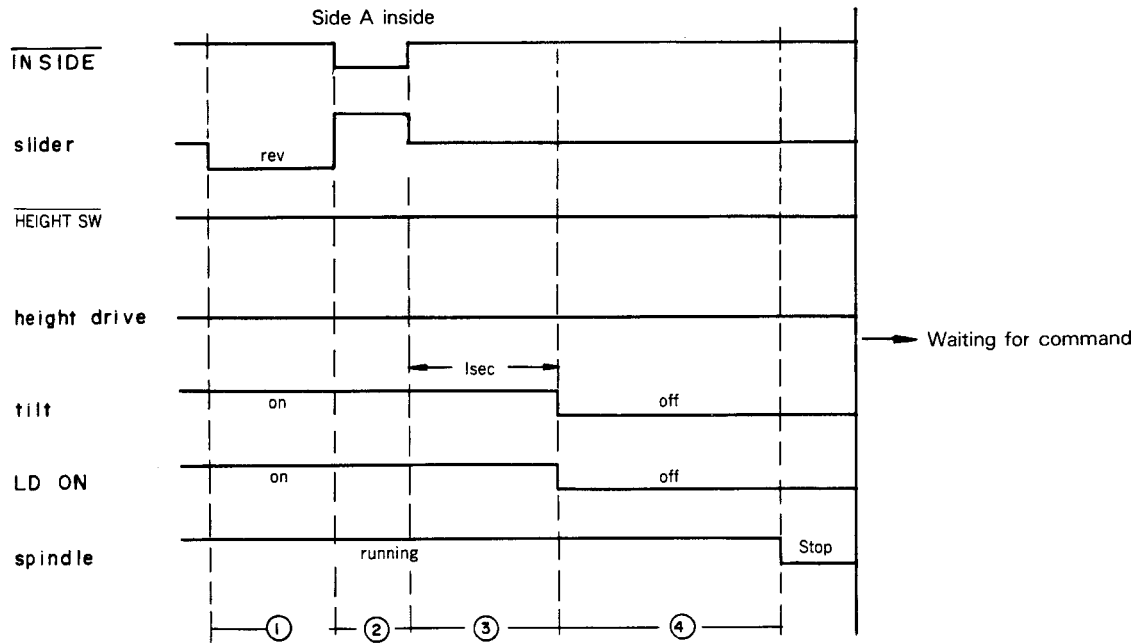 Side A inside
INSIDE
slider
rev
HEIGHT SW
height drive
Waiting for command
1sec
tilt
on
off
LD ON
on
off
spindle
running
Stop
1
2
3
4